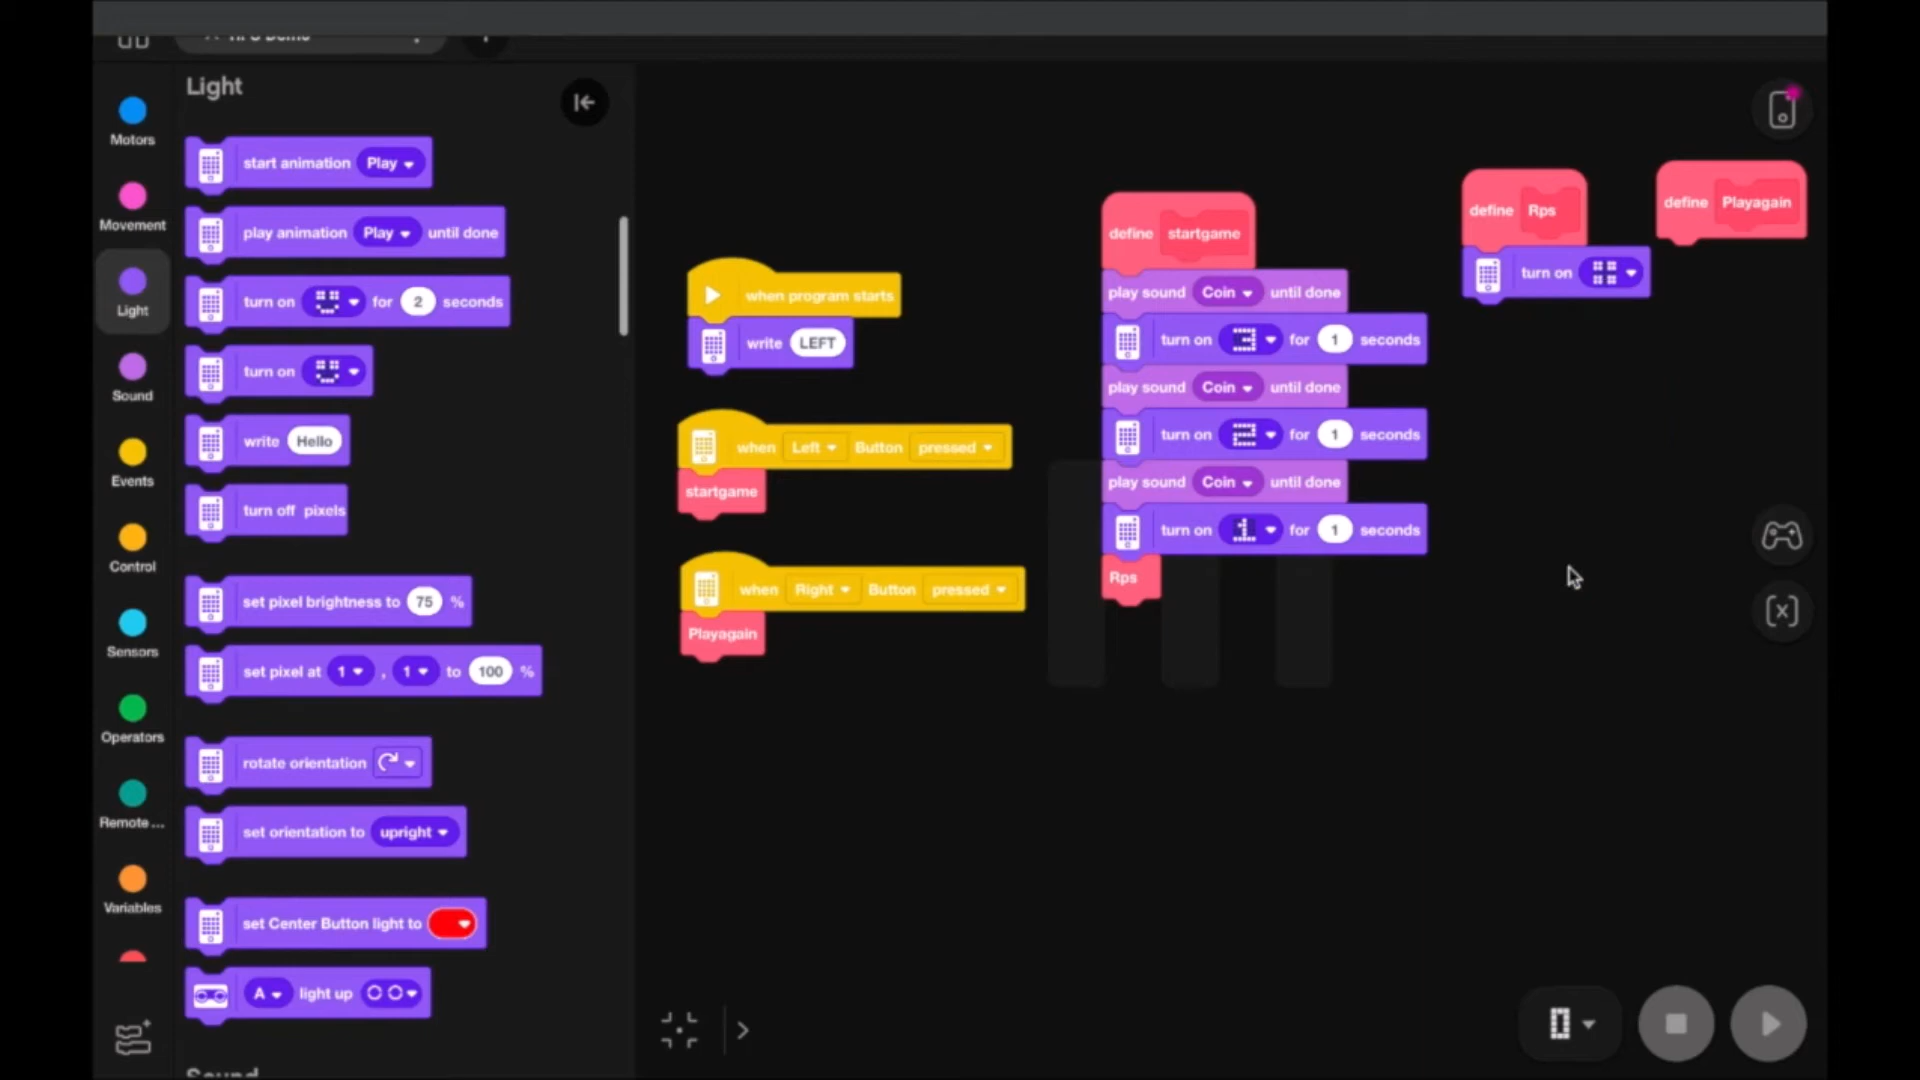 Light
Motors
Movement
Light
Sound
Events
Control
Sensors
Operators
Remote ...
Variables
start animation Play
play animation Play until done
turn on for 2 seconds
turn on
write Hello
turn off pixels
set pixel brightness to 75 %
set pixel at 1 , 1 to 100 %
rotate orientation
set orientation to upright
set Center Button light to
A light up
Sound
when program starts
write LEFT
when Left Button pressed
startgame
when Right Button pressed
Playagain
define startgame
play sound Coin until done
turn on 3 for 1 seconds
play sound Coin until done
turn on 2 for 1 seconds
play sound Coin until done
turn on 1 for 1 seconds
Rps
define Rps
turn on
define Playagain